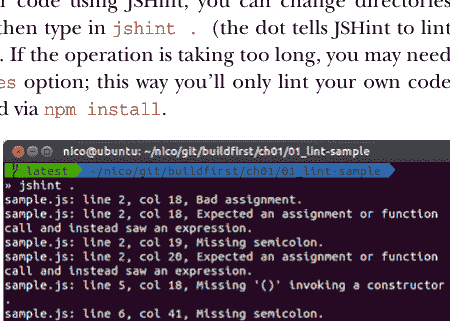 r code using JSHint, you can change directories
then type in jshint . (the dot tells JSHint to lint
. If the operation is taking too long, you may need
es option; this way you'll only lint your own code
d via npm install.
nico@ubuntu: ~/nico/git/buildfirst/ch01/01_lint-sample
latest ~/nico/git/buildfirst/ch01/01_lint-sample
» jshint .
sample.js: line 2, col 18, Bad assignment.
sample.js: line 2, col 18, Expected an assignment or function
call and instead saw an expression.
sample.js: line 2, col 19, Missing semicolon.
sample.js: line 2, col 20, Expected an assignment or function
call and instead saw an expression.
sample.js: line 5, col 18, Missing '()' invoking a constructor
.
sample.js: line 6, col 41, Missing semicolon.